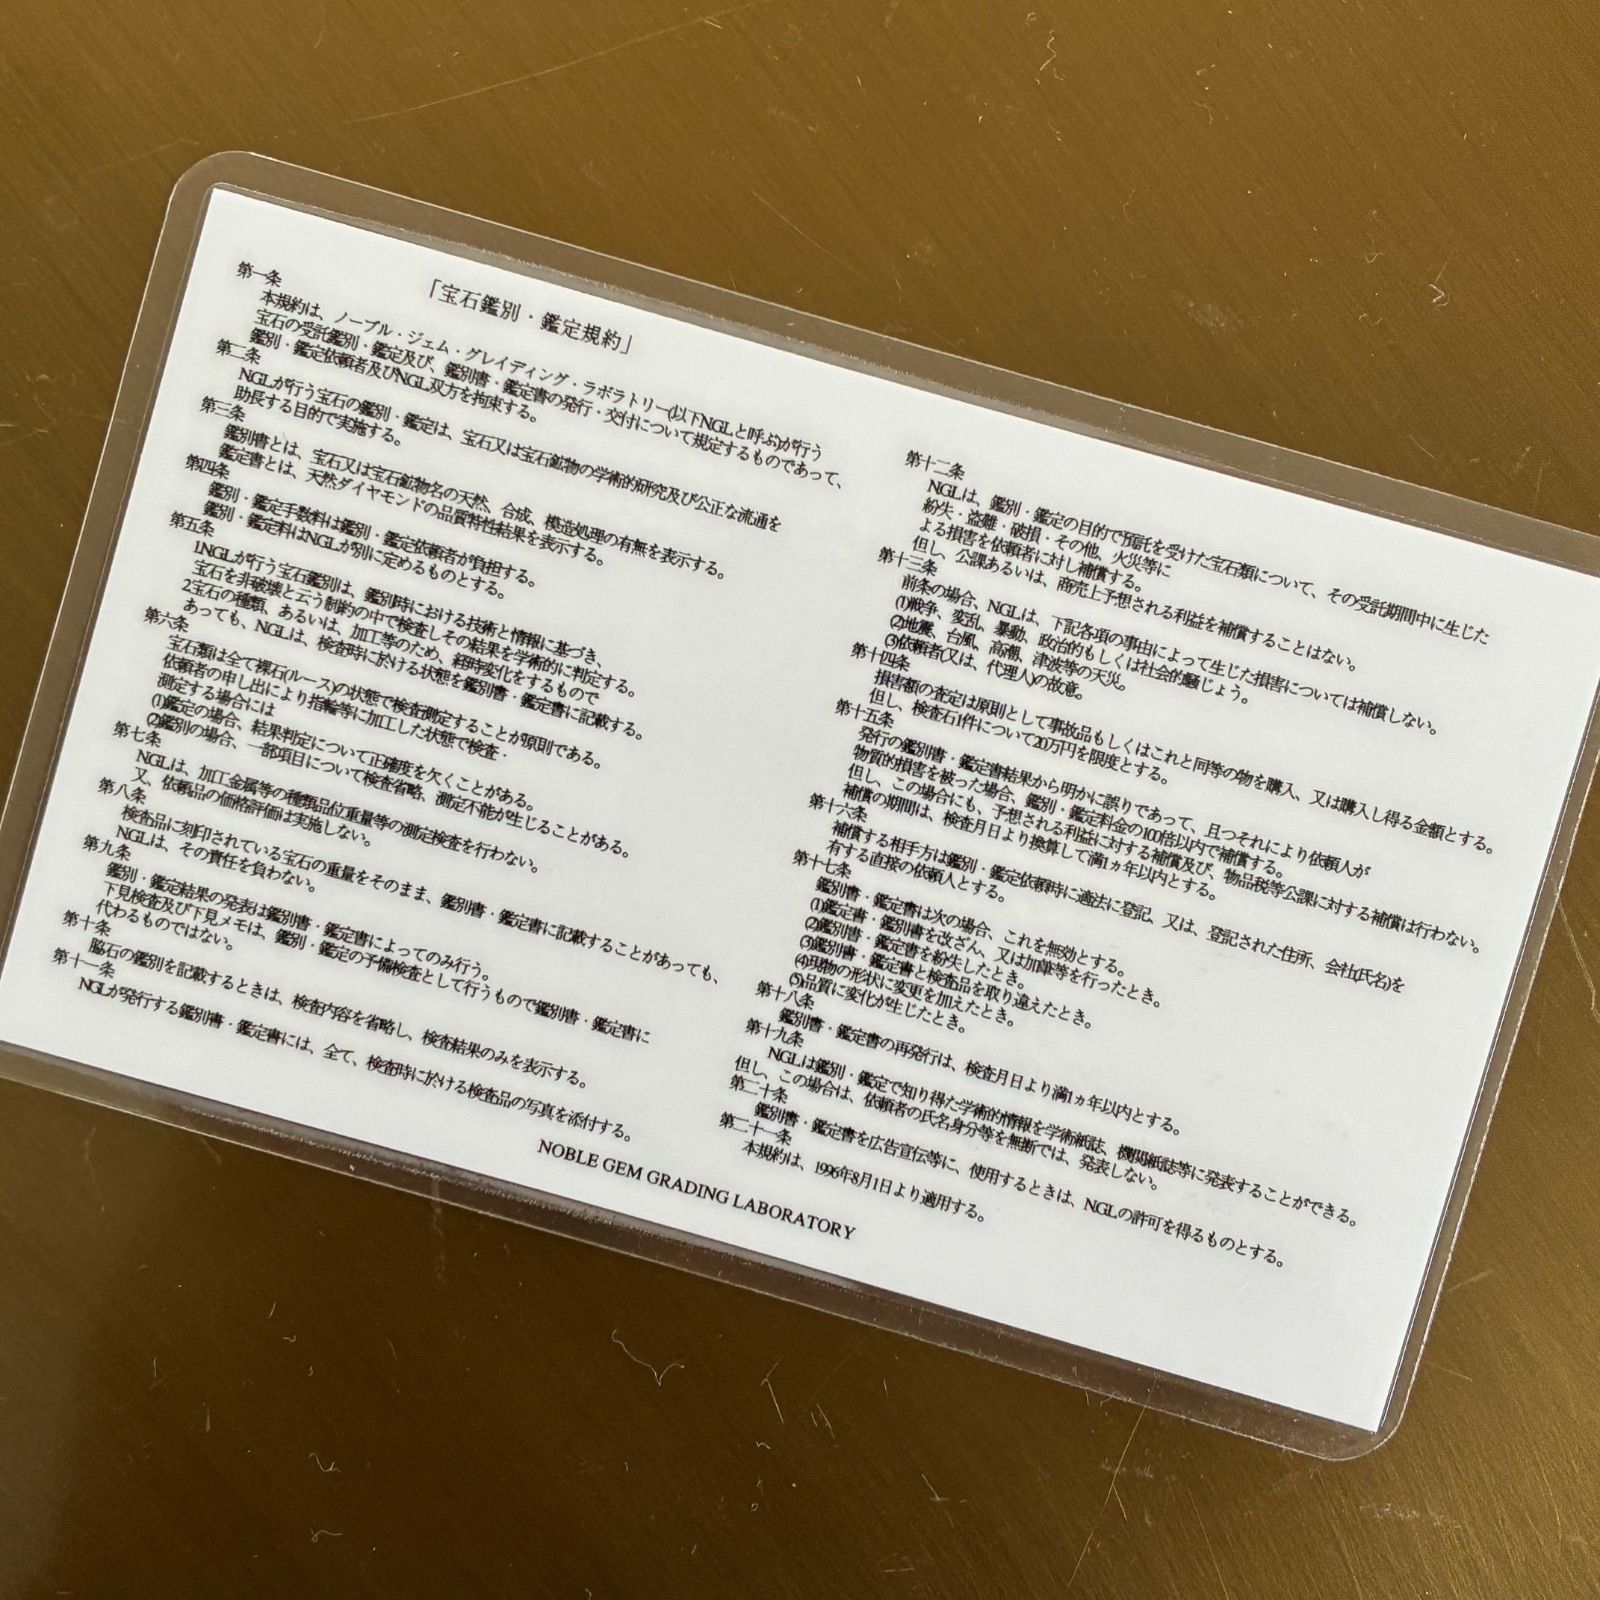 「宝石鑑別・鑑定規約」
第一条
本規約は、ノーブル・ジェム・グレイディング・ラボラトリー(以下NGLと呼ぶ)が行う
宝石の受託鑑別・鑑定及び、鑑別書・鑑定書の発行・交付について規定するものであって、
鑑別・鑑定依頼者及びNGL双方を拘束する。
第二条
NGLが行う宝石の鑑別・鑑定は、宝石又は宝石鉱物の学術的研究及び公正な流通を
助長する目的で実施する。
第三条
鑑別書とは、宝石又は宝石鉱物名の天然、合成、模造処理の有無を表示する。
鑑定書とは、天然ダイヤモンドの品質特性結果を表示する。
第四条
鑑別・鑑定手数料は鑑別・鑑定依頼者が負担する。
鑑別・鑑定料はNGLが別に定めるものとする。
第五条
1.NGLが行う宝石鑑別は、鑑別時における技術と情報に基づき、
宝石を非破壊と云う制約の中で検査しその結果を学術的に判定する。
2.宝石の種類、あるいは、加工等のため、経時変化をするもので
あっても、NGLは、検査時に於ける状態を鑑別書・鑑定書に記載する。
第六条
宝石類は全て裸石(ルース)の状態で検査測定することが原則である。
依頼者の申し出により指輪等に加工した状態で検査・
測定する場合には
(1)鑑定の場合、結果判定について正確度を欠くことがある。
(2)鑑別の場合、一部項目について検査省略、測定不能が生じることがある。
第七条
NGLは、加工金属等の種類品位重量等の測定検査を行わない。
又、依頼品の価格評価は実施しない。
第八条
検査品に刻印されている宝石の重量をそのまま、鑑別書・鑑定書に記載することがあっても、
NGLは、その責任を負わない。
第九条
鑑別・鑑定結果の発表は鑑別書・鑑定書によってのみ行う。
下見検査及び下見メモは、鑑別・鑑定の予備検査として行うもので鑑別書・鑑定書に
代わるものではない。
第十条
脇石の鑑別を記載するときは、検査内容を省略し、検査結果のみを表示する。
第十一条
NGLが発行する鑑別書・鑑定書には、全て、検査時に於ける検査品の写真を添付する。
第十二条
NGLは、鑑別・鑑定の目的で預託を受けた宝石類について、その受託期間中に生じた
紛失・盗難・破損・その他、火災等に
よる損害を依頼者に対し補償する。
但し、公課あるいは、商売上予想される利益を補償することはない。
第十三条
前条の場合、NGLは、下記各項の事由によって生じた損害については補償しない。
(1)戦争、変乱、暴動、政治的もしくは社会的騒じょう。
(2)地震、台風、高潮、津波等の天災。
(3)依頼者(又は、代理人)の故意。
第十四条
損害額の査定は原則として事故品もしくはこれと同等の物を購入、又は購入し得る金額とする。
但し、検査石1件について20万円を限度とする。
第十五条
発行の鑑別書・鑑定書結果から明かに誤りであって、且つそれにより依頼人が
物質的損害を被った場合、鑑別・鑑定料金の100倍以内で補償する。
但し、この場合にも、予想される利益に対する補償及び、物品税等公課に対する補償は行わない。
補償の期間は、検査月日より換算して満1ヵ年以内とする。
第十六条
補償する相手方は鑑別・鑑定依頼時に適法に登記、又は、登記された住所、会社(氏名)を
有する直接の依頼人とする。
第十七条
鑑別書・鑑定書は次の場合、これを無効とする。
(1)鑑定書・鑑別書を改ざん、又は加筆等を行ったとき。
(2)鑑別書・鑑定書を紛失したとき。
(3)鑑別書・鑑定書と検査品を取り違えたとき。
(4)現物の形状に変更を加えたとき。
(5)品質に変化が生じたとき。
第十八条
鑑別書・鑑定書の再発行は、検査月日より満1ヵ年以内とする。
第十九条
NGLは鑑別・鑑定で知り得た学術的情報を学術紙誌、機関紙誌等に発表することができる。
但し、この場合は、依頼者の氏名身分等を無断では、発表しない。
第二十条
鑑別書・鑑定書を広告宣伝等に、使用するときは、NGLの許可を得るものとする。
第二十一条
本規約は、1996年8月1日より適用する。
NOBLE GEM GRADING LABORATORY